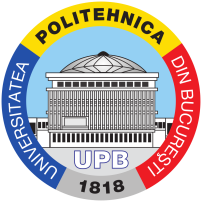 UNIVERSITATEA
POLITEHNICA
DIN BUCUREȘTI
UPB
1818